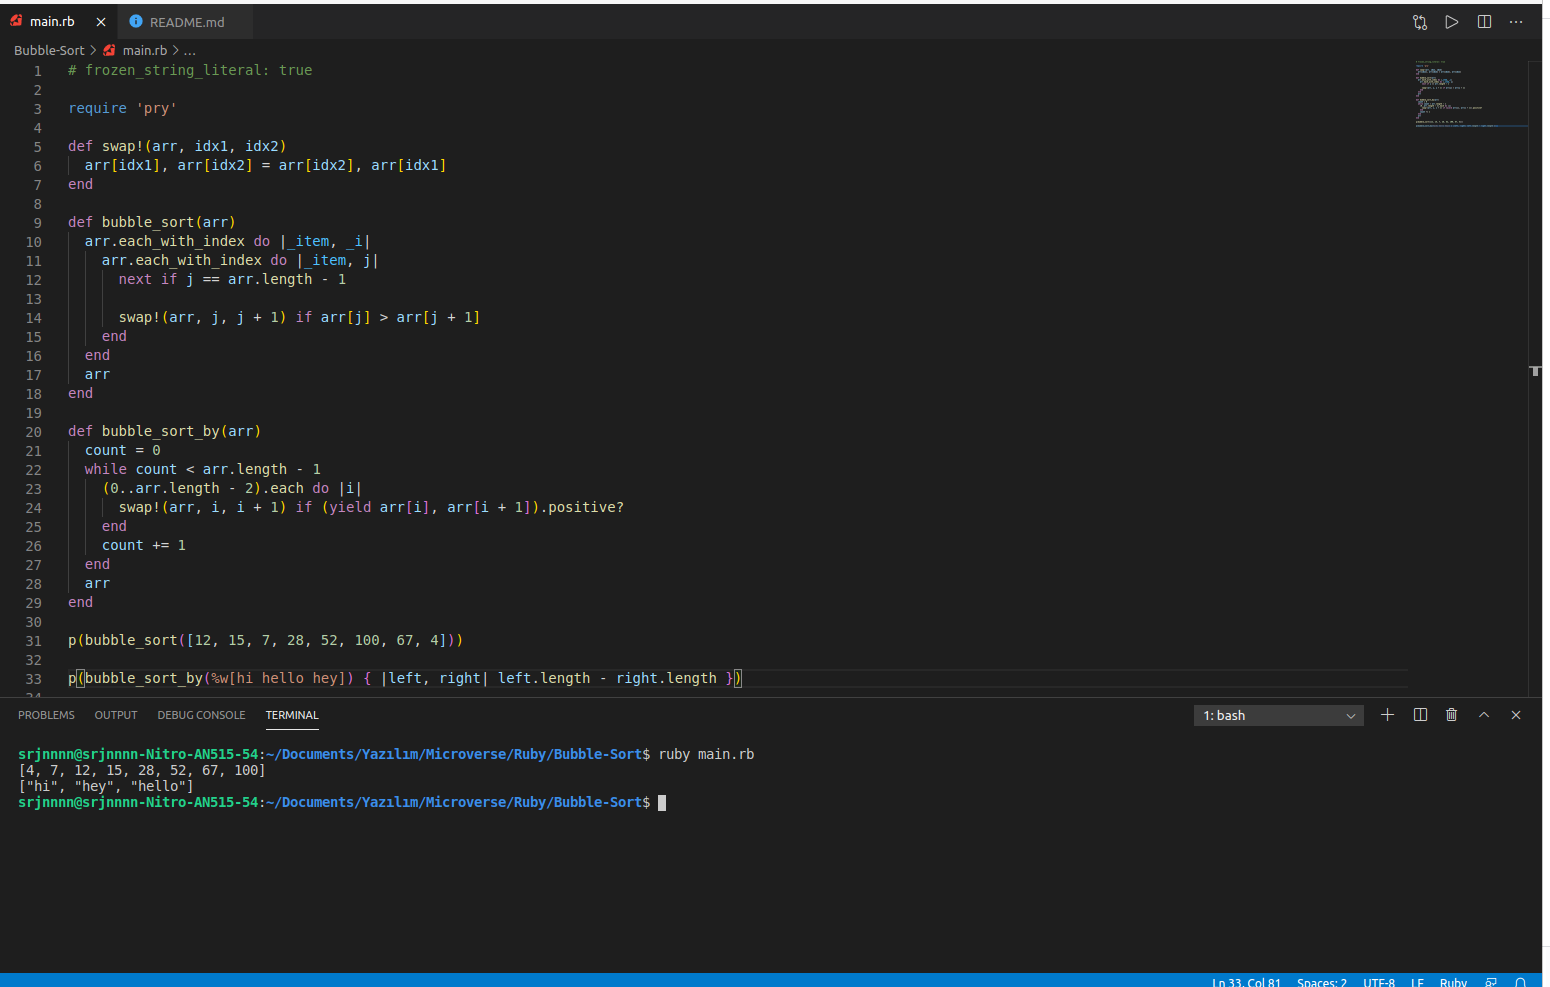 main.rb README.md
Bubble-Sort > main.rb > ...
1 # frozen_string_literal: true
2
3 require 'pry'
4
5 def swap!(arr, idx1, idx2)
6 arr[idx1], arr[idx2] = arr[idx2], arr[idx1]
7 end
8
9 def bubble_sort(arr)
10 arr.each_with_index do |_item, _i|
11 arr.each_with_index do |_item, j|
12 next if j == arr.length - 1
13
14 swap!(arr, j, j + 1) if arr[j] > arr[j + 1]
15 end
16 end
17 arr
18 end
19
20 def bubble_sort_by(arr)
21 count = 0
22 while count < arr.length - 1
23 (0..arr.length - 2).each do |i|
24 swap!(arr, i, i + 1) if (yield arr[i], arr[i + 1]).positive?
25 end
26 count += 1
27 end
28 arr
29 end
30
31 p(bubble_sort([12, 15, 7, 28, 52, 100, 67, 4]))
32
33 p(bubble_sort_by(%w[hi hello hey]) { |left, right| left.length - right.length })
34
PROBLEMS OUTPUT DEBUG CONSOLE TERMINAL 1: bash
srjnnnn@srjnnnn-Nitro-AN515-54:~/Documents/Yazılım/Microverse/Ruby/Bubble-Sort$ ruby main.rb
[4, 7, 12, 15, 28, 52, 67, 100]
["hi", "hey", "hello"]
srjnnnn@srjnnnn-Nitro-AN515-54:~/Documents/Yazılım/Microverse/Ruby/Bubble-Sort$
Ln 33, Col 81 Spaces: 2 UTF-8 LF Ruby